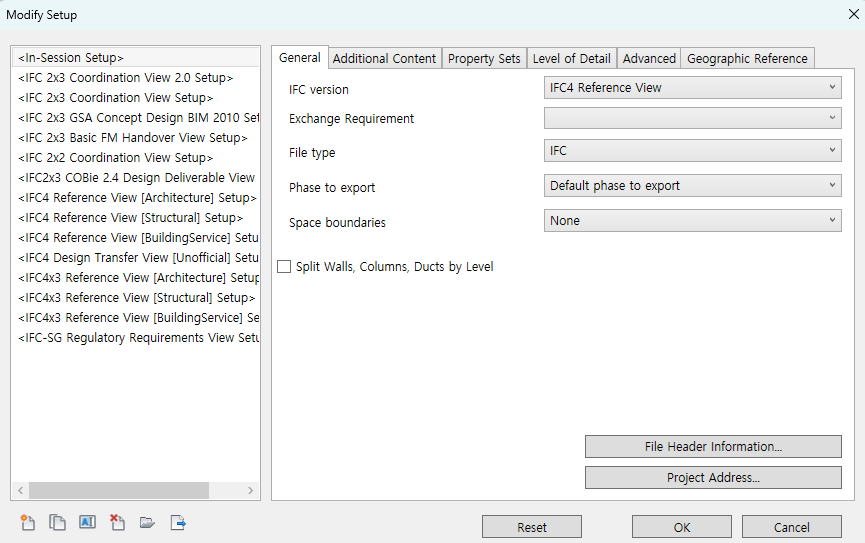 Modify Setup
<In-Session Setup>
<IFC 2x3 Coordination View 2.0 Setup>
<IFC 2x3 Coordination View Setup>
<IFC 2x3 GSA Concept Design BIM 2010 Set
<IFC 2x3 Basic FM Handover View Setup>
<IFC 2x2 Coordination View Setup>
<IFC2x3 COBie 2.4 Design Deliverable View
<IFC4 Reference View [Architecture] Setup>
<IFC4 Reference View [Structural] Setup>
<IFC4 Reference View [BuildingService] Setu
<IFC4 Design Transfer View [Unofficial] Setu
<IFC4x3 Reference View [Architecture] Setup
<IFC4x3 Reference View [Structural] Setup>
<IFC4x3 Reference View [BuildingService] Se
<IFC-SG Regulatory Requirements View Setu
General Additional Content Property Sets Level of Detail Advanced Geographic Reference
IFC version IFC4 Reference View
Exchange Requirement
File type IFC
Phase to export Default phase to export
Space boundaries None
Split Walls, Columns, Ducts by Level
File Header Information...
Project Address...
Reset OK Cancel